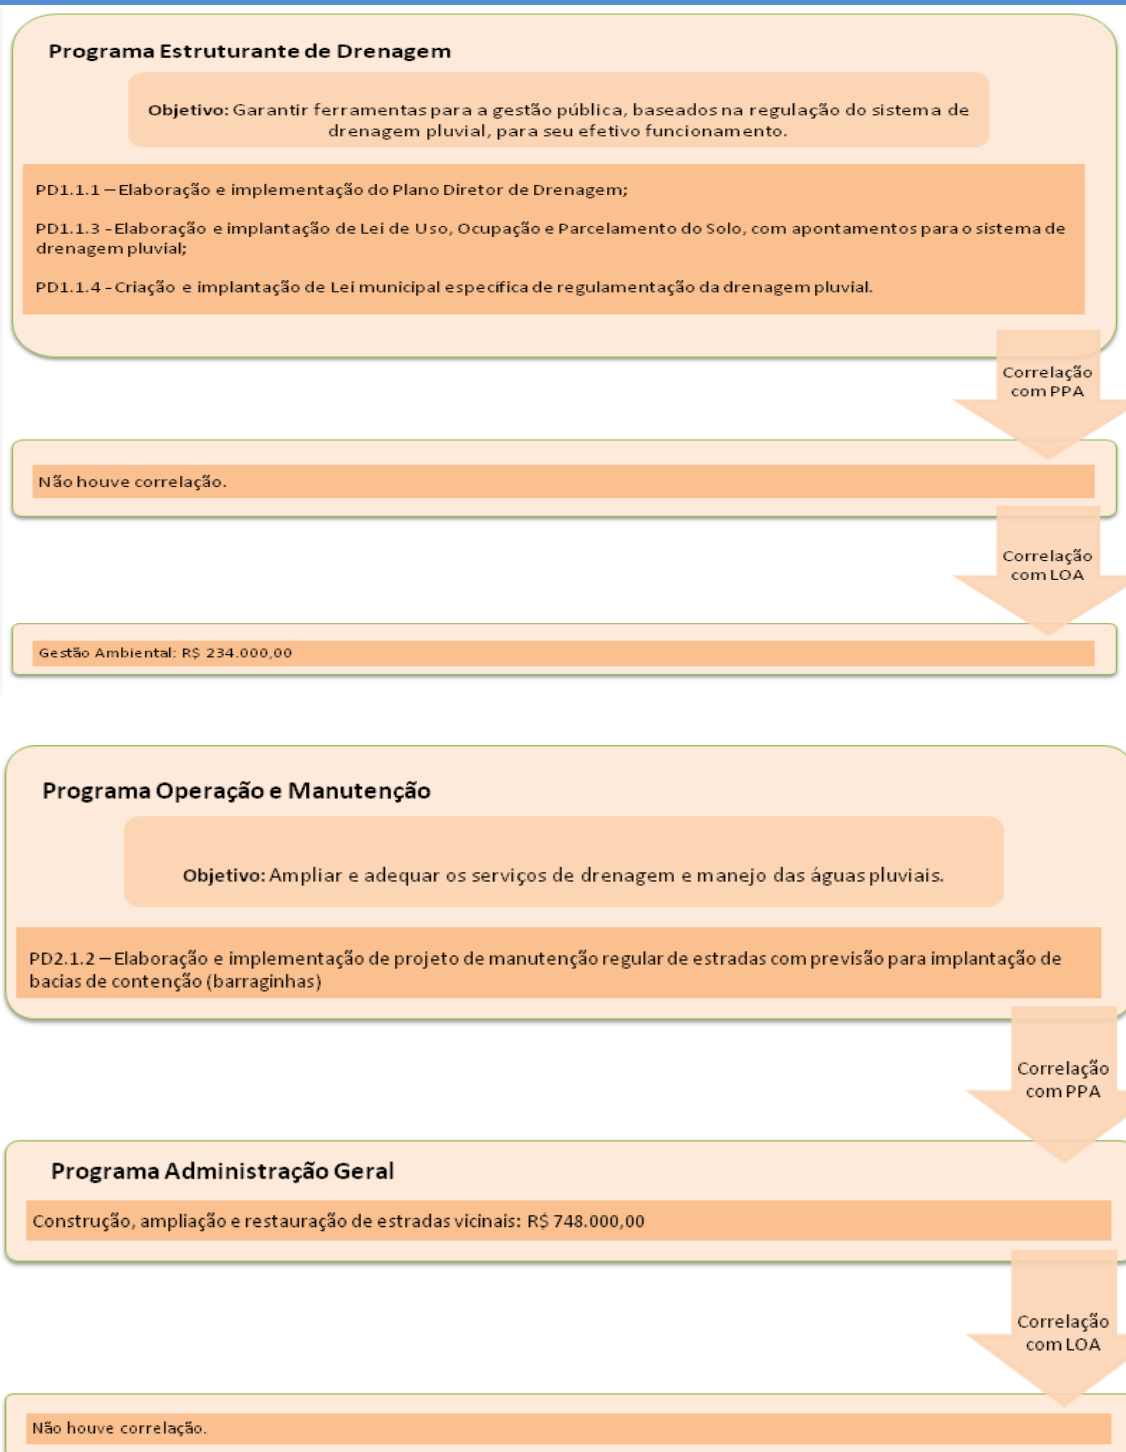 Programa Estruturante de Drenagem
Objetivo: Garantir ferramentas para a gestão pública, baseados na regulação do sistema de
drenagem pluvial, para seu efetivo funcionamento.
PD1.1.1 – Elaboração e implementação do Plano Diretor de Drenagem;
PD1.1.3 - Elaboração e implantação de Lei de Uso, Ocupação e Parcelamento do Solo, com apontamentos para o sistema de
drenagem pluvial;
PD1.1.4 - Criação e implantação de Lei municipal específica de regulamentação da drenagem pluvial.
Correlação
com PPA
Não houve correlação.
Correlação
com LOA
Gestão Ambiental: R$ 234.000,00
Programa Operação e Manutenção
Objetivo: Ampliar e adequar os serviços de drenagem e manejo das águas pluviais.
PD2.1.2 – Elaboração e implementação de projeto de manutenção regular de estradas com previsão para implantação de
bacias de contenção (barraginhas)
Correlação
com PPA
Programa Administração Geral
Construção, ampliação e restauração de estradas vicinais: R$ 748.000,00
Correlação
com LOA
Não houve correlação.